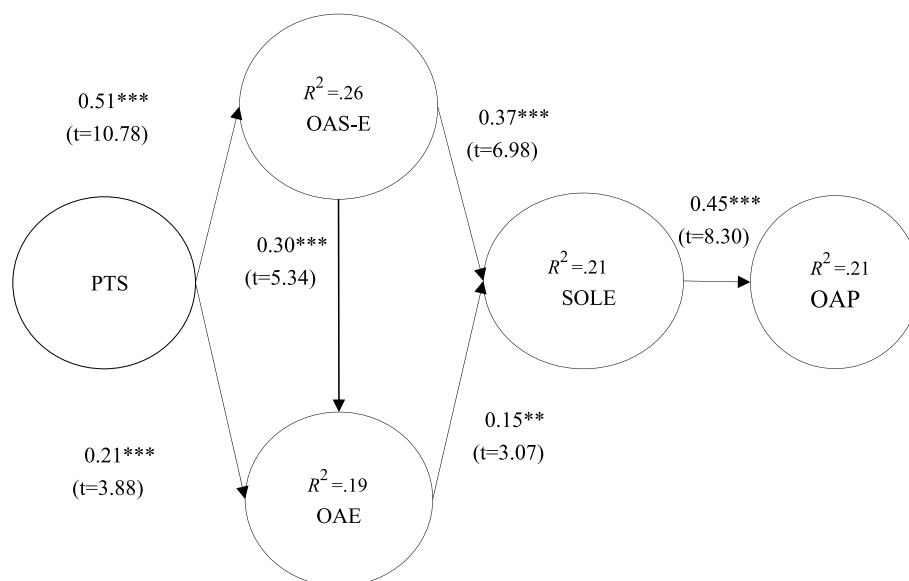 0.51***
(t=10.78)
R² =.26
OAS-E
0.37***
(t=6.98)
0.30***
(t=5.34)
PTS
R² =.21
SOLE
0.45***
(t=8.30)
R² =.21
OAP
0.21***
(t=3.88)
R² =.19
OAE
0.15**
(t=3.07)